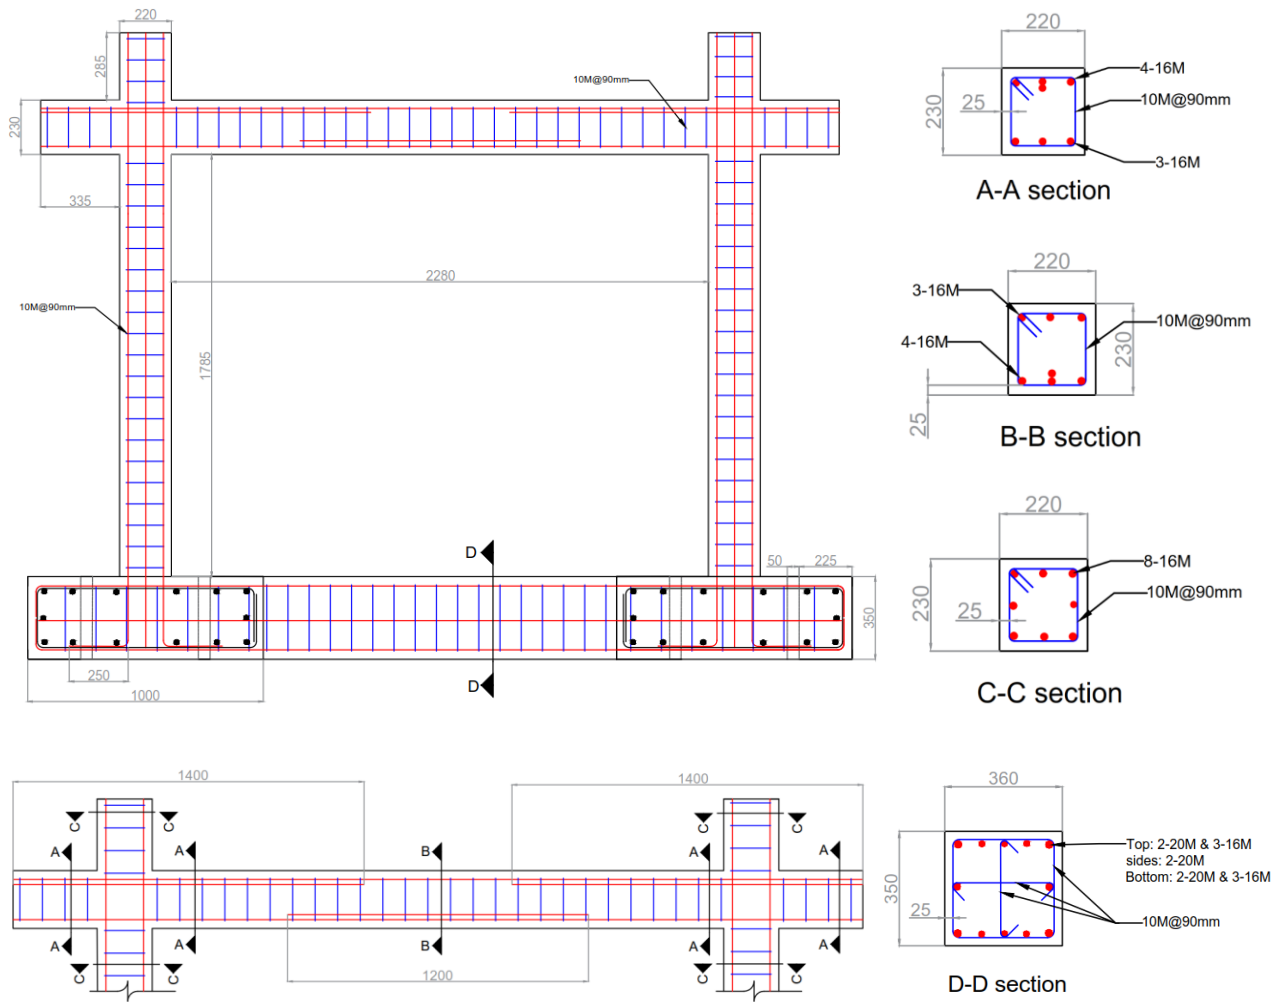 220
285
230
10M@90mm
335
2280
10M@90mm
1785
D
50
225
350
D
250
1000
220
4-16M
230
25
10M@90mm
3-16M
A-A section
220
3-16M
10M@90mm
4-16M
230
25
B-B section
220
8-16M
230
25
10M@90mm
C-C section
1400
1400
C
C
C
C
A
A
B
A
A
A
A
B
A
A
C
C
C
C
1200
360
Top: 2-20M & 3-16M
sides: 2-20M
Bottom: 2-20M & 3-16M
350
25
10M@90mm
D-D section